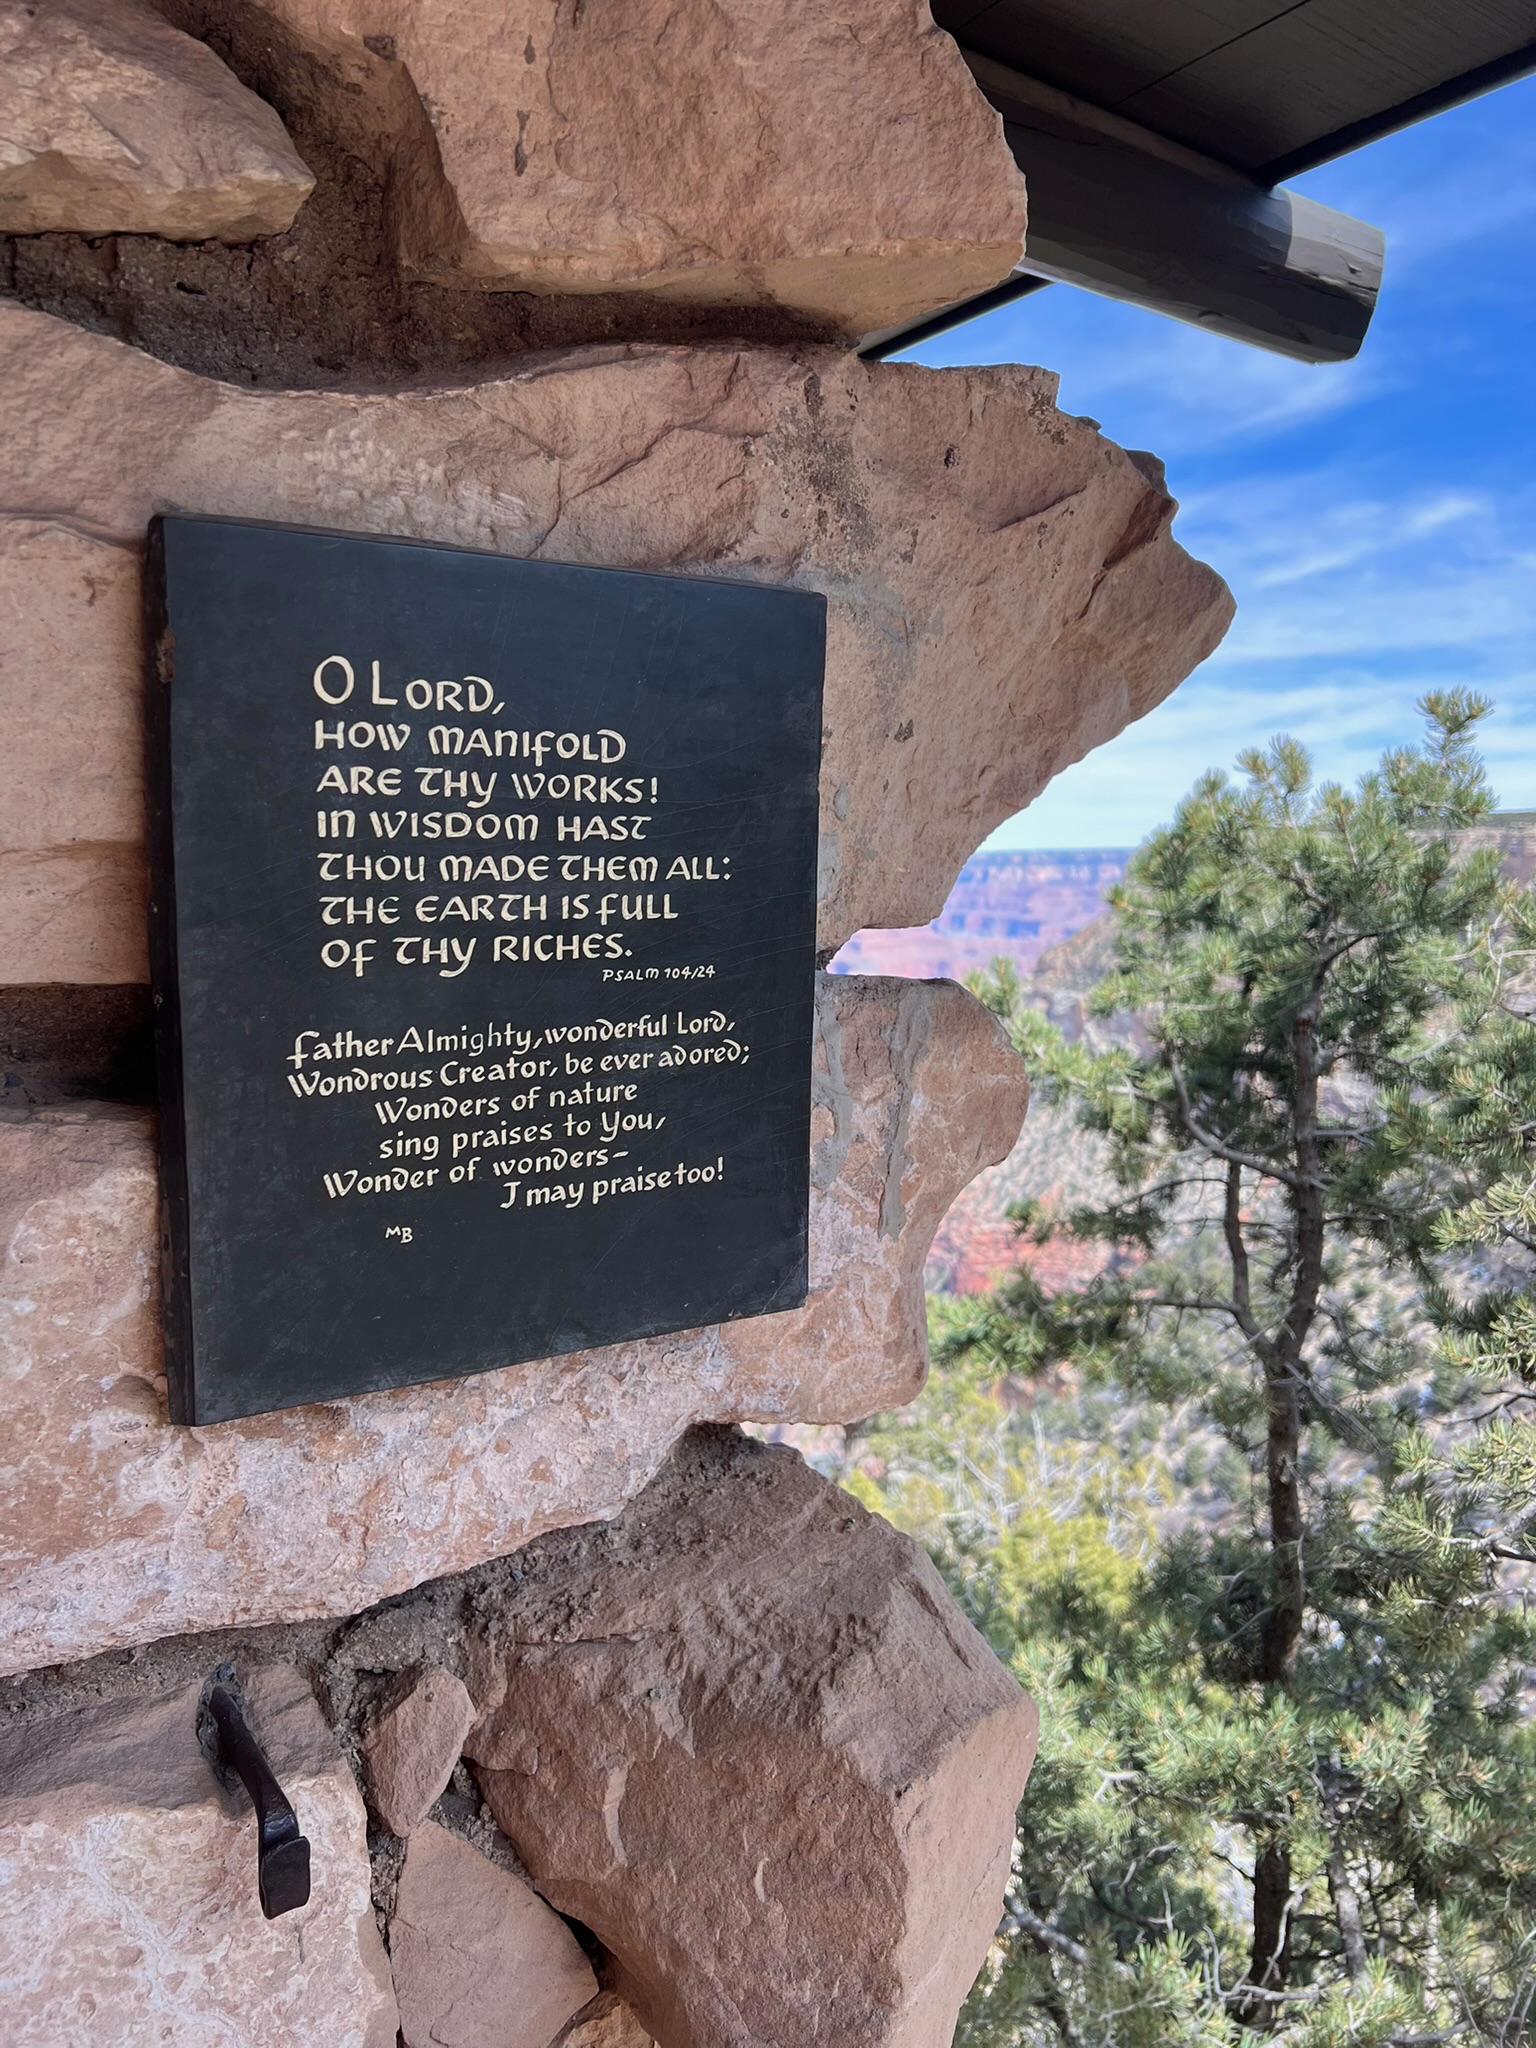 O LORD,
HOW MANIFOLD
ARE THY WORKS!
IN WISDOM HAST
THOU MADE THEM ALL:
THE EARTH IS FULL
OF THY RICHES.
PSALM 104/24
Father Almighty, wonderful Lord,
Wondrous Creator, be ever adored;
Wonders of nature
sing praises to You,
Wonder of wonders–
I may praise too!
MB